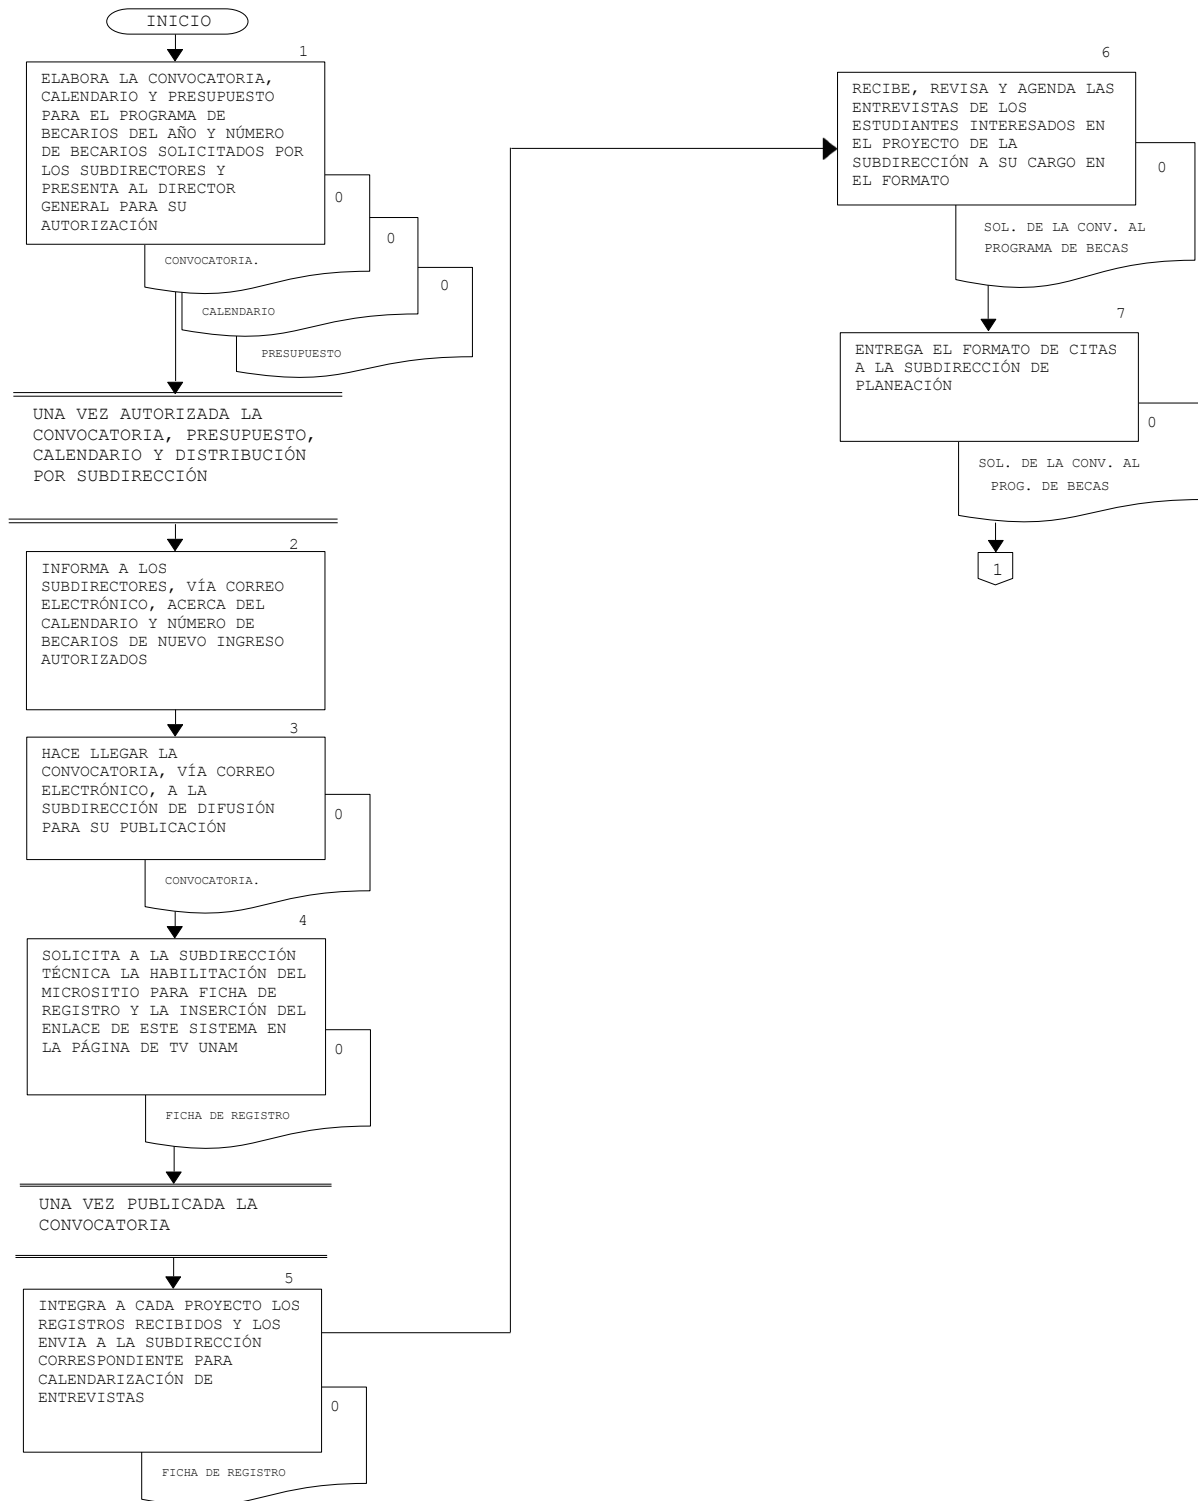 INICIO
1
ELABORA LA CONVOCATORIA,
CALENDARIO Y PRESUPUESTO
PARA EL PROGRAMA DE
BECARIOS DEL AÑO Y NÚMERO
DE BECARIOS SOLICITADOS POR
LOS SUBDIRECTORES Y
PRESENTA AL DIRECTOR
GENERAL PARA SU
AUTORIZACIÓN
0
CONVOCATORIA.
0
CALENDARIO
0
PRESUPUESTO
UNA VEZ AUTORIZADA LA
CONVOCATORIA, PRESUPUESTO,
CALENDARIO Y DISTRIBUCIÓN
POR SUBDIRECCIÓN
2
INFORMA A LOS
SUBDIRECTORES, VÍA CORREO
ELECTRÓNICO, ACERCA DEL
CALENDARIO Y NÚMERO DE
BECARIOS DE NUEVO INGRESO
AUTORIZADOS
3
HACE LLEGAR LA
CONVOCATORIA, VÍA CORREO
ELECTRÓNICO, A LA
SUBDIRECCIÓN DE DIFUSIÓN
PARA SU PUBLICACIÓN
0
CONVOCATORIA.
4
SOLICITA A LA SUBDIRECCIÓN
TÉCNICA LA HABILITACIÓN DEL
MICROSITIO PARA FICHA DE
REGISTRO Y LA INSERCIÓN DEL
ENLACE DE ESTE SISTEMA EN
LA PÁGINA DE TV UNAM
0
FICHA DE REGISTRO
UNA VEZ PUBLICADA LA
CONVOCATORIA
5
INTEGRA A CADA PROYECTO LOS
REGISTROS RECIBIDOS Y LOS
ENVIA A LA SUBDIRECCIÓN
CORRESPONDIENTE PARA
CALENDARIZACIÓN DE
ENTREVISTAS
0
FICHA DE REGISTRO
6
RECIBE, REVISA Y AGENDA LAS
ENTREVISTAS DE LOS
ESTUDIANTES INTERESADOS EN
EL PROYECTO DE LA
SUBDIRECCIÓN A SU CARGO EN
EL FORMATO
0
SOL. DE LA CONV. AL
PROGRAMA DE BECAS
7
ENTREGA EL FORMATO DE CITAS
A LA SUBDIRECCIÓN DE
PLANEACIÓN
0
SOL. DE LA CONV. AL
PROG. DE BECAS
1